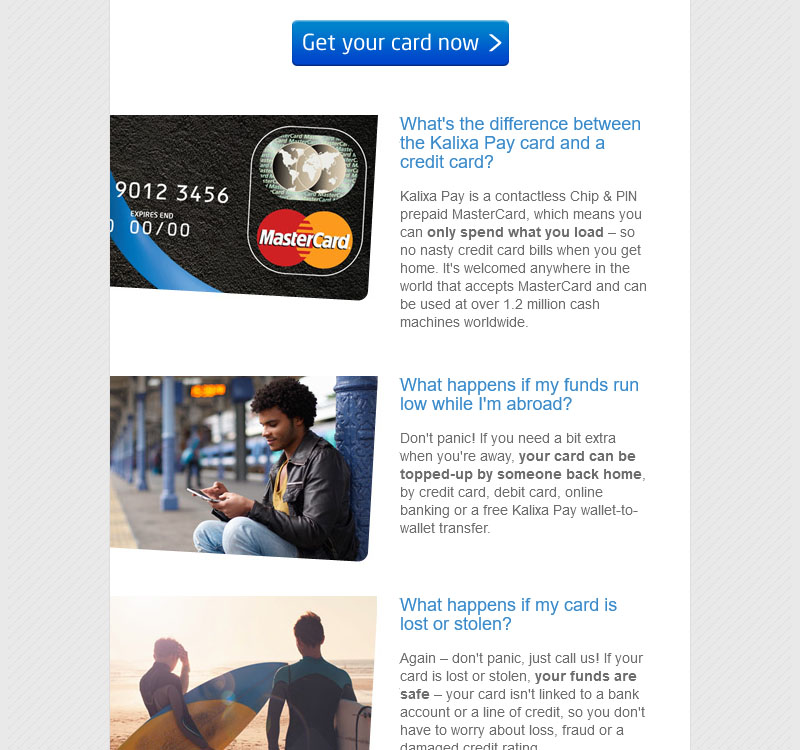 Get your card now
What's the difference between
the Kalixa Pay card and a
credit card?
9012 3456
EXPIRES END
00/00
MasterCard
Kalixa Pay is a contactless Chip & PIN
prepaid MasterCard, which means you
can only spend what you load – so
no nasty credit card bills when you get
home. It's welcomed anywhere in the
world that accepts MasterCard and can
be used at over 1.2 million cash
machines worldwide.
What happens if my funds run
low while I'm abroad?
Don't panic! If you need a bit extra
when you're away, your card can be
topped-up by someone back home,
by credit card, debit card, online
banking or a free Kalixa Pay wallet-to-
wallet transfer.
What happens if my card is
lost or stolen?
Again – don't panic, just call us! If your
card is lost or stolen, your funds are
safe – your card isn't linked to a bank
account or a line of credit, so you don't
have to worry about loss, fraud or a
damaged credit rating.